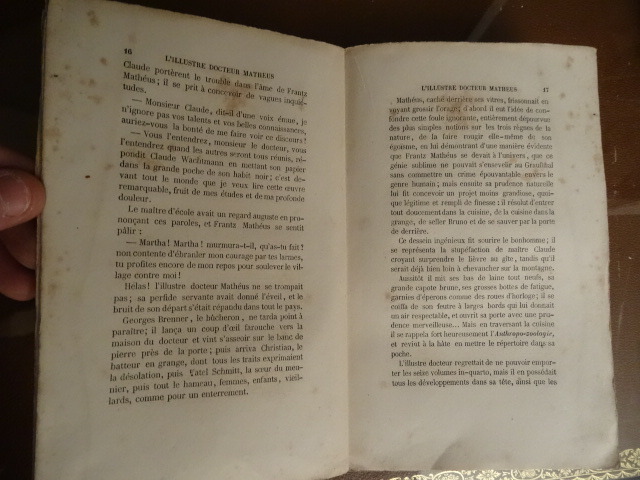 16
L'ILLUSTRE DOCTEUR MATHEUS
Claude portèrent le trouble dans l'âme de Frantz
Mathéus; il se prit à concevoir de vagues inquié-
tudes.
— Monsieur Claude, dit-il d'une voix émue, je
n'ignore pas vos talents et vos belles connaissances,
auriez-vous la bonté de me faire voir ce discours?
— Vous l'entendrez, monsieur le docteur, vous
l'entendrez quand les autres seront tous réunis, ré-
pondit Claude Wachtmann en mettant son papier
dans la grande poche de son habit noir; c'est de-
vant tout le monde que je veux lire cette œuvre
remarquable, fruit de mes études et de ma profonde
douleur.
Le maître d'école avait un regard auguste en pro-
nonçant ces paroles, et Frantz Mathéus se sentit
pâlir :
— Martha! Martha! murmura-t-il, qu'as-tu fait!
non contente d'ébranler mon courage par tes larmes,
tu profites encore de mon repos pour soulever le vil-
lage contre moi!
Hélas! l'illustre docteur Mathéus ne se trompait
pas; sa perfide servante avait donné l'éveil, et le
bruit de son départ s'était répandu dans tout le pays.
Georges Brenner, le bûcheron, ne tarda point à
paraître; il lança un coup d'œil farouche vers la
maison du docteur et vint s'asseoir sur le banc de
pierre près de la porte; puis arriva Christian, le
batteur en grange, dont tous les traits exprimaient
la désolation, puis Katel Schmitt, la sœur du meu-
nier, puis tout le hameau, femmes, enfants, vieil-
lards, comme pour un enterrement.
L'ILLUSTRE DOCTEUR MATHEUS
17
Mathéus, caché derrière ses vitres, frissonnait en
voyant grossir l'orage; d'abord il eut l'idée de con-
fondre cette foule ignorante, entièrement dépourvue
des plus simples notions sur les trois règnes de la
nature, de la faire rougir elle-même de son
égoïsme, en lui démontrant d'une manière évidente
que Frantz Mathéus se devait à l'univers, que ce
génie sublime ne pouvait s'ensevelir au Graufthal
sans commettre un crime épouvantable envers le
genre humain; mais ensuite sa prudence naturelle
lui fit concevoir un projet moins grandiose, quoi-
que légitime et rempli de finesse : il résolut d'entrer
tout doucement dans la cuisine, de la cuisine dans la
grange, de seller Bruno et de se sauver par la porte
de derrière.
Ce dessein ingénieux fit sourire le bonhomme; il
se représenta la stupéfaction de maître Claude
croyant surprendre le lièvre au gîte, tandis qu'il
serait déjà bien loin à chevaucher sur la montagne.
Aussitôt il mit ses bas de laine tout neufs, sa
grande capote brune, ses grosses bottes de fatigue,
garnies d'éperons comme des roues d'horloge; il se
coiffa de son feutre à larges bords qui lui donnait
un air respectable, et ouvrit sa porte avec une pru-
dence merveilleuse... Mais en traversant la cuisine
il se rappela fort heureusement l'Anthropo-zoologie,
et revint à la hâte en mettre le répertoire dans sa
poche.
L'illustre docteur regrettait de ne pouvoir empor-
ter les seize volumes in-quarto, mais il en possédait
tous les développements dans sa tête, ainsi que les